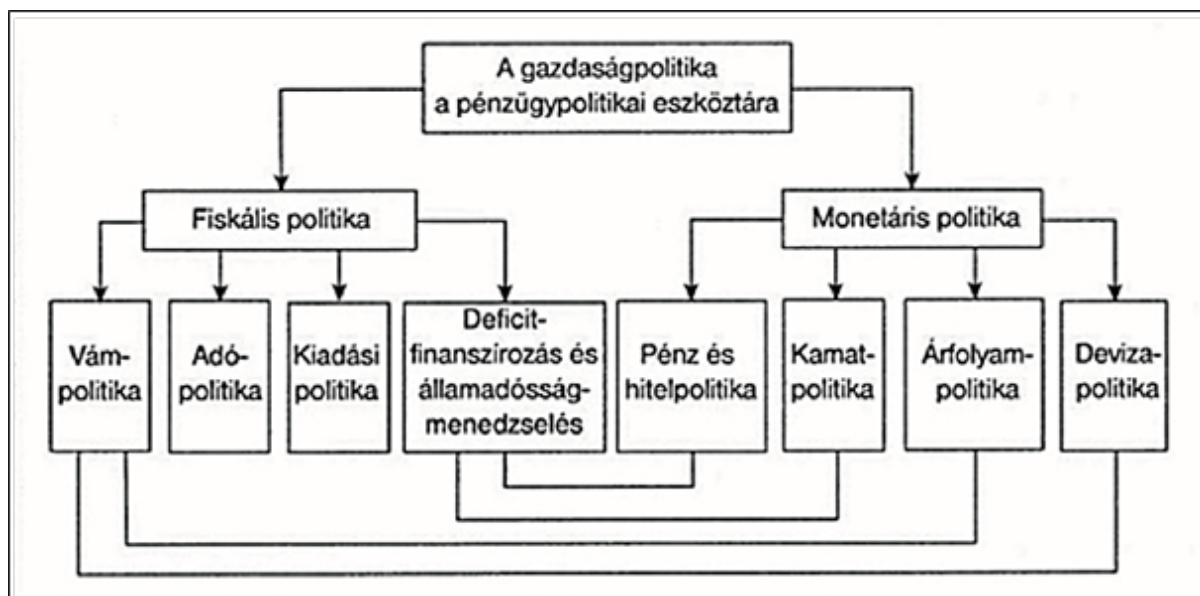 A gazdaságpolitika
a pénzügypolitikai eszköztára
Fiskális politika
Monetáris politika
Vám-
politika
Adó-
politika
Kiadási
politika
Deficit-
finanszírozás és
államadósság-
menedzselés
Pénz és
hitelpolitika
Kamat-
politika
Árfolyam-
politika
Deviza-
politika